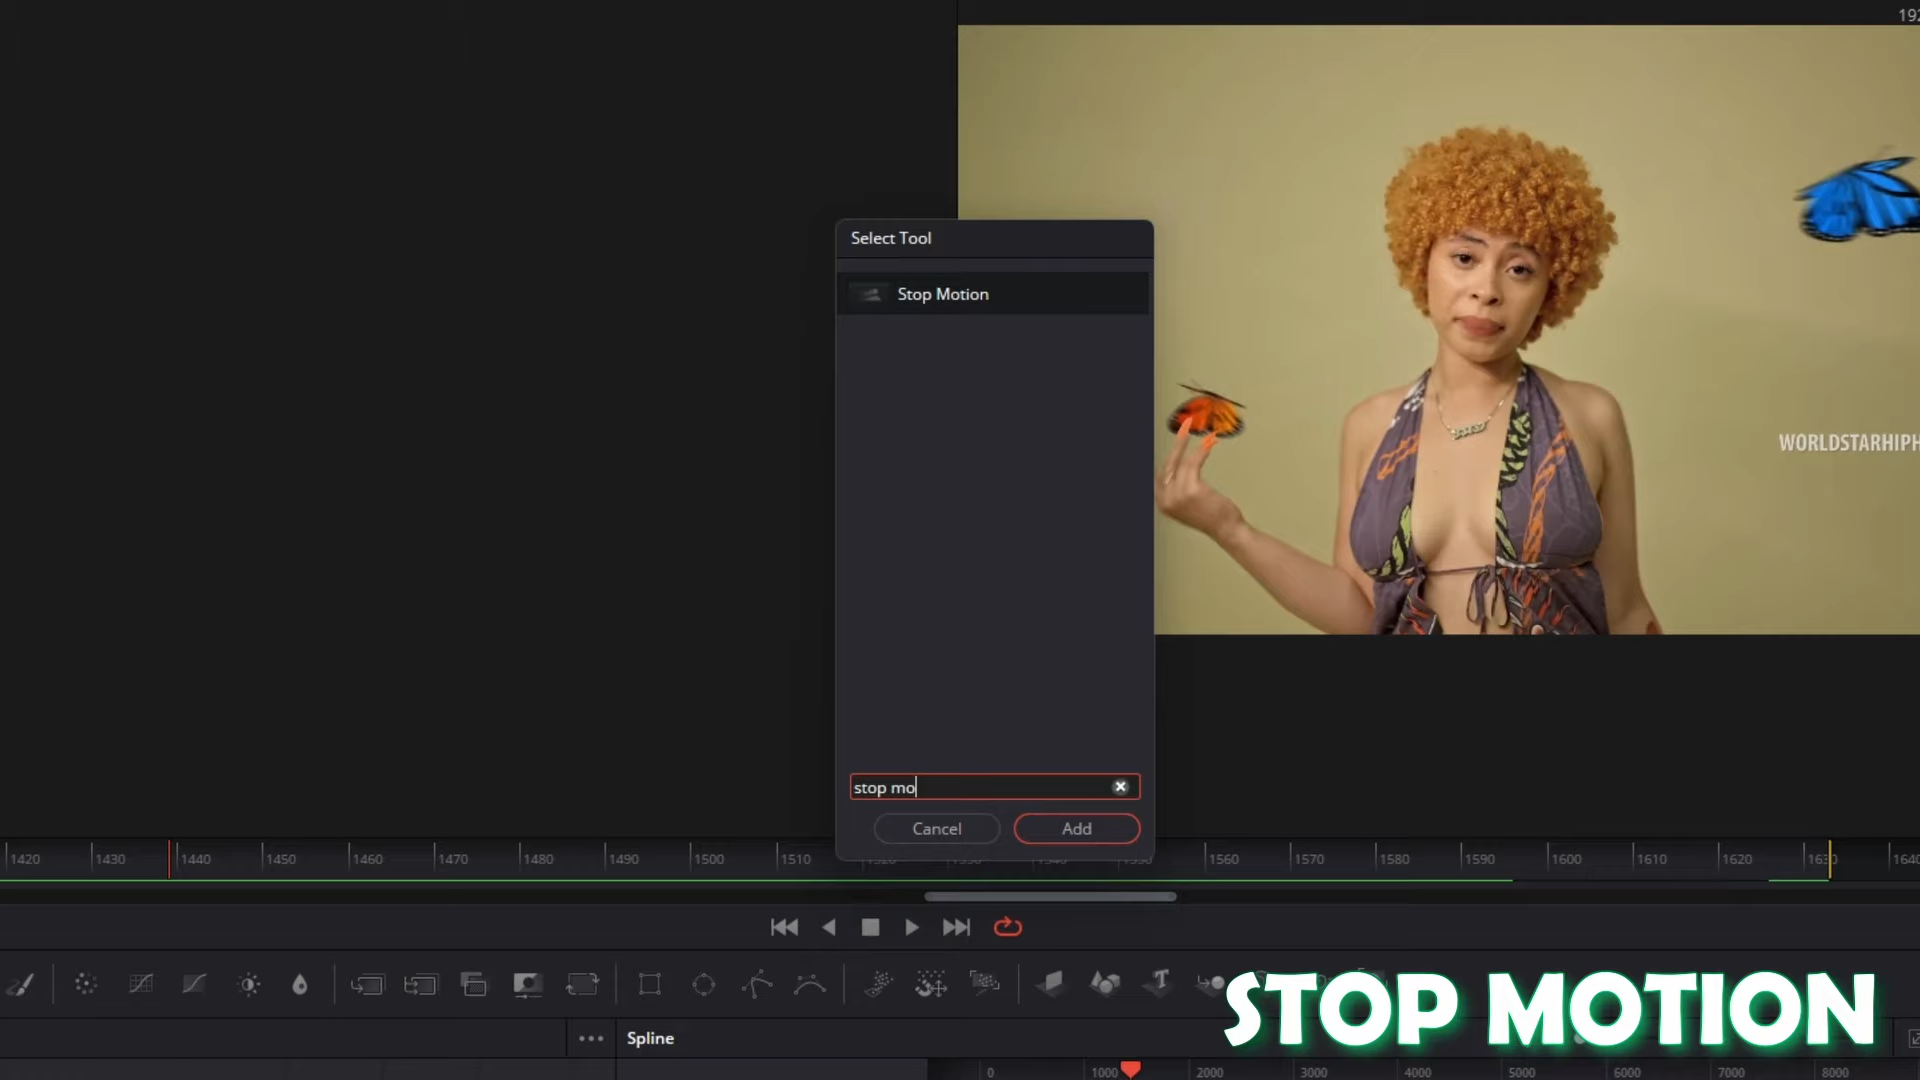 192
Select Tool
Stop Motion
WORLDSTARHIPH
stop mo
Cancel
Add
1420 1430 1440 1450 1460 1470 1480 1490 1500 1510 1560 1570 1580 1590 1600 1610 1620 1630 1640
STOP MOTION
Spline
0 1000 2000 3000 4000 5000 6000 7000 8000